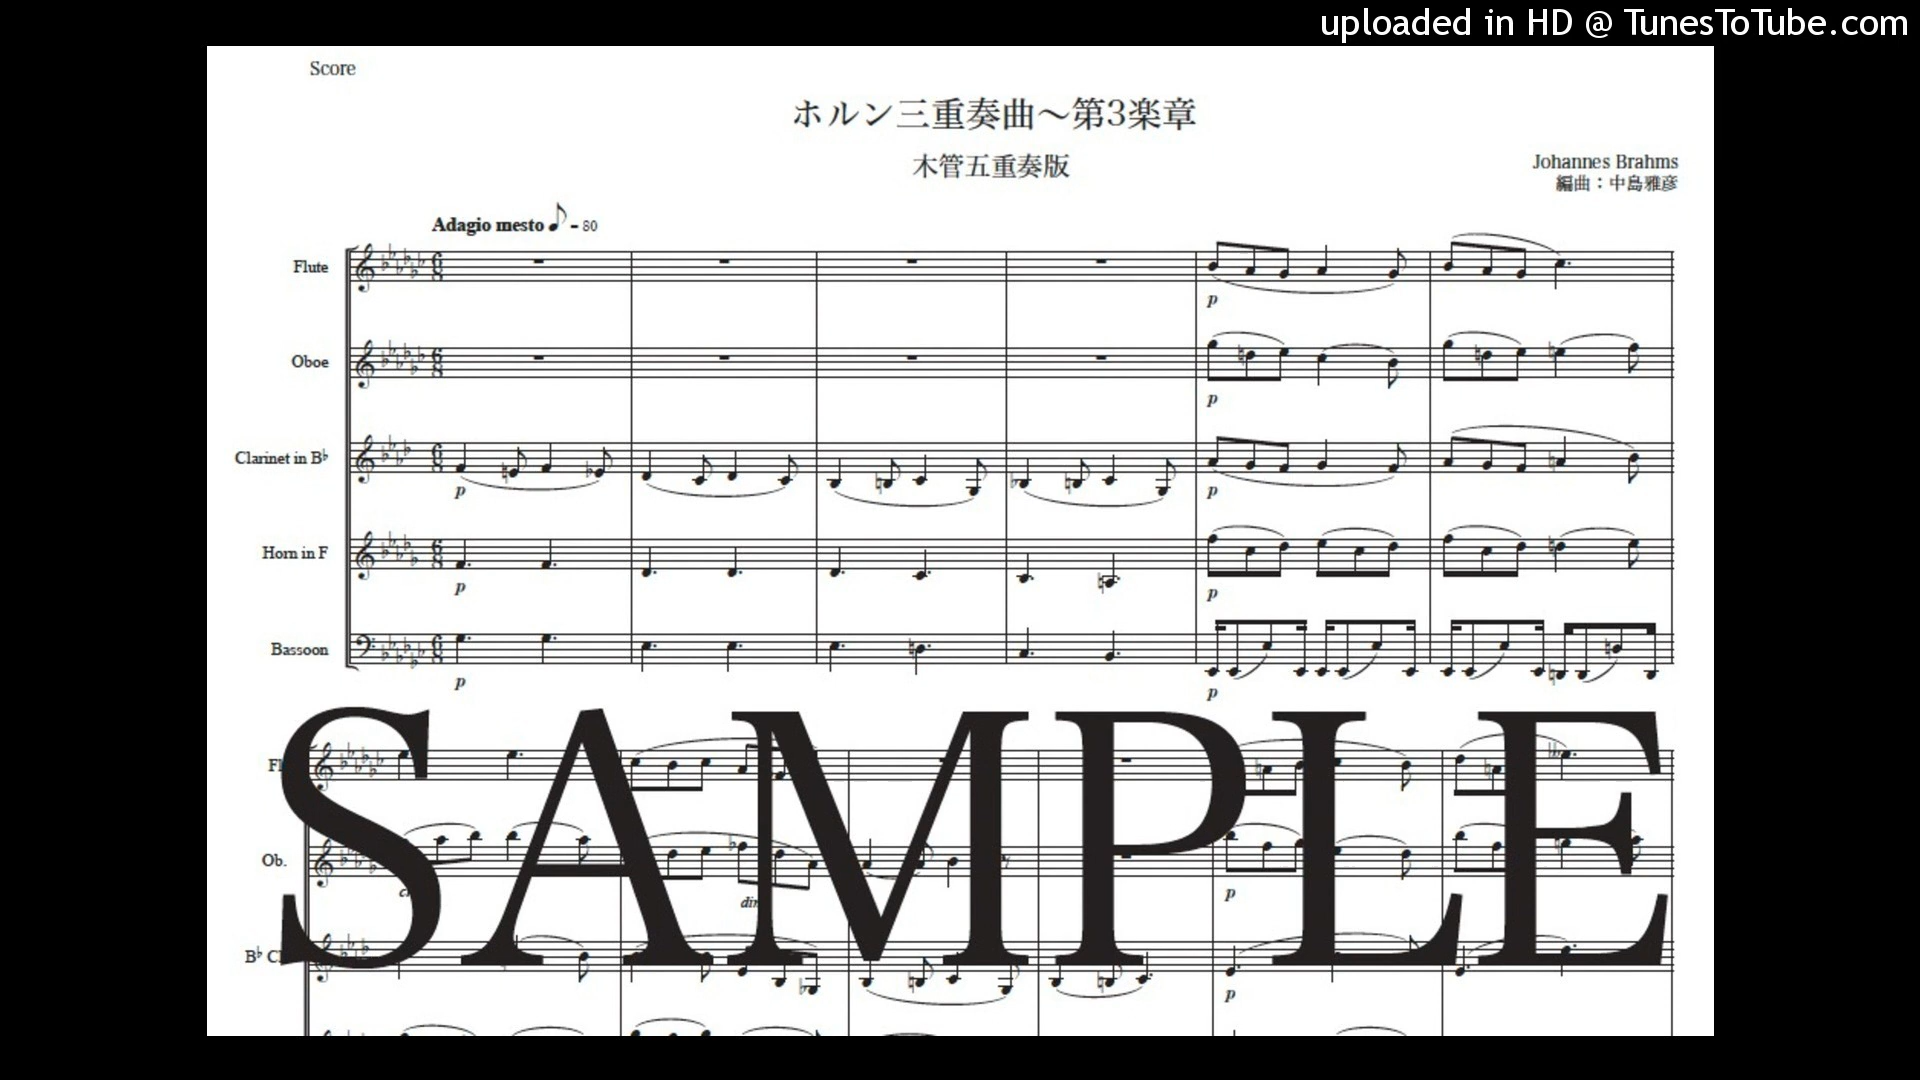 uploaded in HD @ TunesToTube.com
Score
ホルン三重奏曲～第3楽章
木管五重奏版
Johannes Brahms
編曲：中島雅彦
Adagio mesto ♪ = 80
Flute
p
Oboe
p
Clarinet in B♭
p
p
Horn in F
p
p
Bassoon
p
p
SAMPLE
Ob.
p
B♭
p